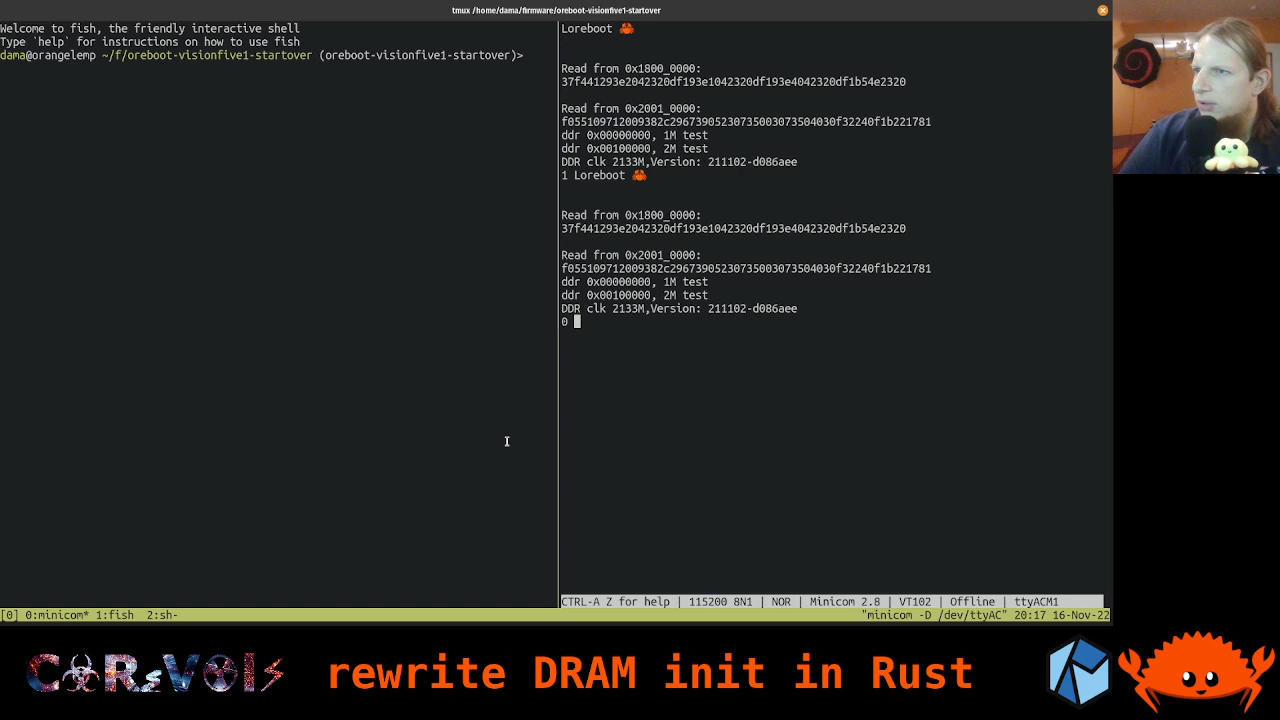 tmux /home/dama/firmware/oreboot-visionfive1-startover
Welcome to fish, the friendly interactive shell
Type `help` for instructions on how to use fish
dama@orangelemp ~/f/oreboot-visionfive1-startover (oreboot-visionfive1-startover)>
Loreboot 🦀
Read from 0x1800_0000:
37f441293e2042320df193e1042320df193e4042320df1b54e2320
Read from 0x2001_0000:
f055109712009382c29673905230735003073504030f32240f1b221781
ddr 0x00000000, 1M test
ddr 0x00100000, 2M test
DDR clk 2133M,Version: 211102-d086aee
1 Loreboot 🦀
Read from 0x1800_0000:
37f441293e2042320df193e1042320df193e4042320df1b54e2320
Read from 0x2001_0000:
f055109712009382c29673905230735003073504030f32240f1b221781
ddr 0x00000000, 1M test
ddr 0x00100000, 2M test
DDR clk 2133M,Version: 211102-d086aee
0
CTRL-A Z for help | 115200 8N1 | NOR | Minicom 2.8 | VT102 | Offline | ttyACM1
[0] 0:minicom* 1:fish  2:sh-
"minicom -D /dev/ttyAC" 20:17 16-Nov-22
rewrite DRAM init in Rust